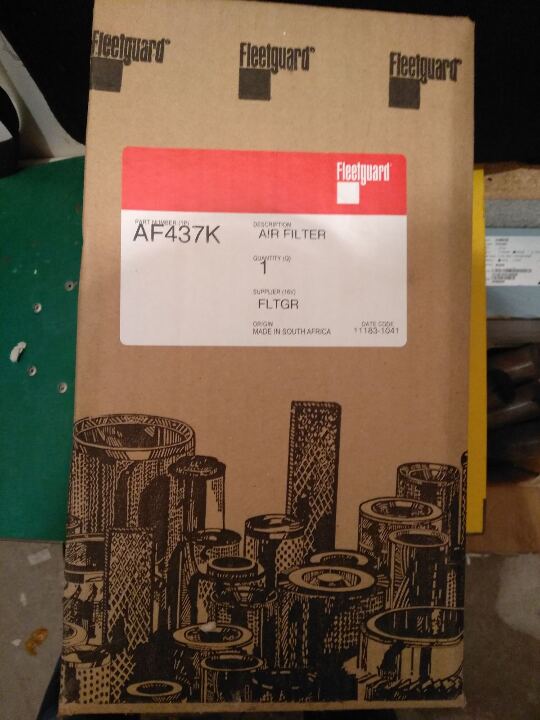 Fleetguard®
Fleetguard®
Fleetguard®
Fleetguard®
PART NUMBER (1P)
AF437K
DESCRIPTION
AIR FILTER
QUANTITY (Q)
1
SUPPLIER (16V)
FLTGR
ORIGIN
MADE IN SOUTH AFRICA
DATE CODE
11183-1041